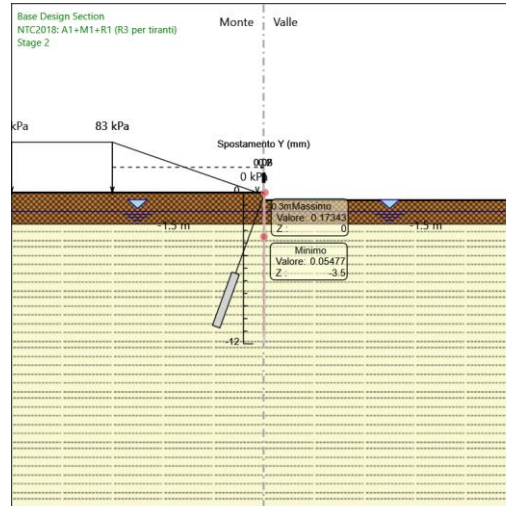 Base Design Section
NTC2018: A1+M1+R1 (R3 per tiranti)
Stage 2
Monte
Valle
kPa
83 kPa
Spostamento Y (mm)
0 kPa
0
0.3m
Massimo
Valore: 0.17343
Z : 0
-1.5 m
-1.5 m
Minimo
Valore: 0.05477
Z : -3.5
-12